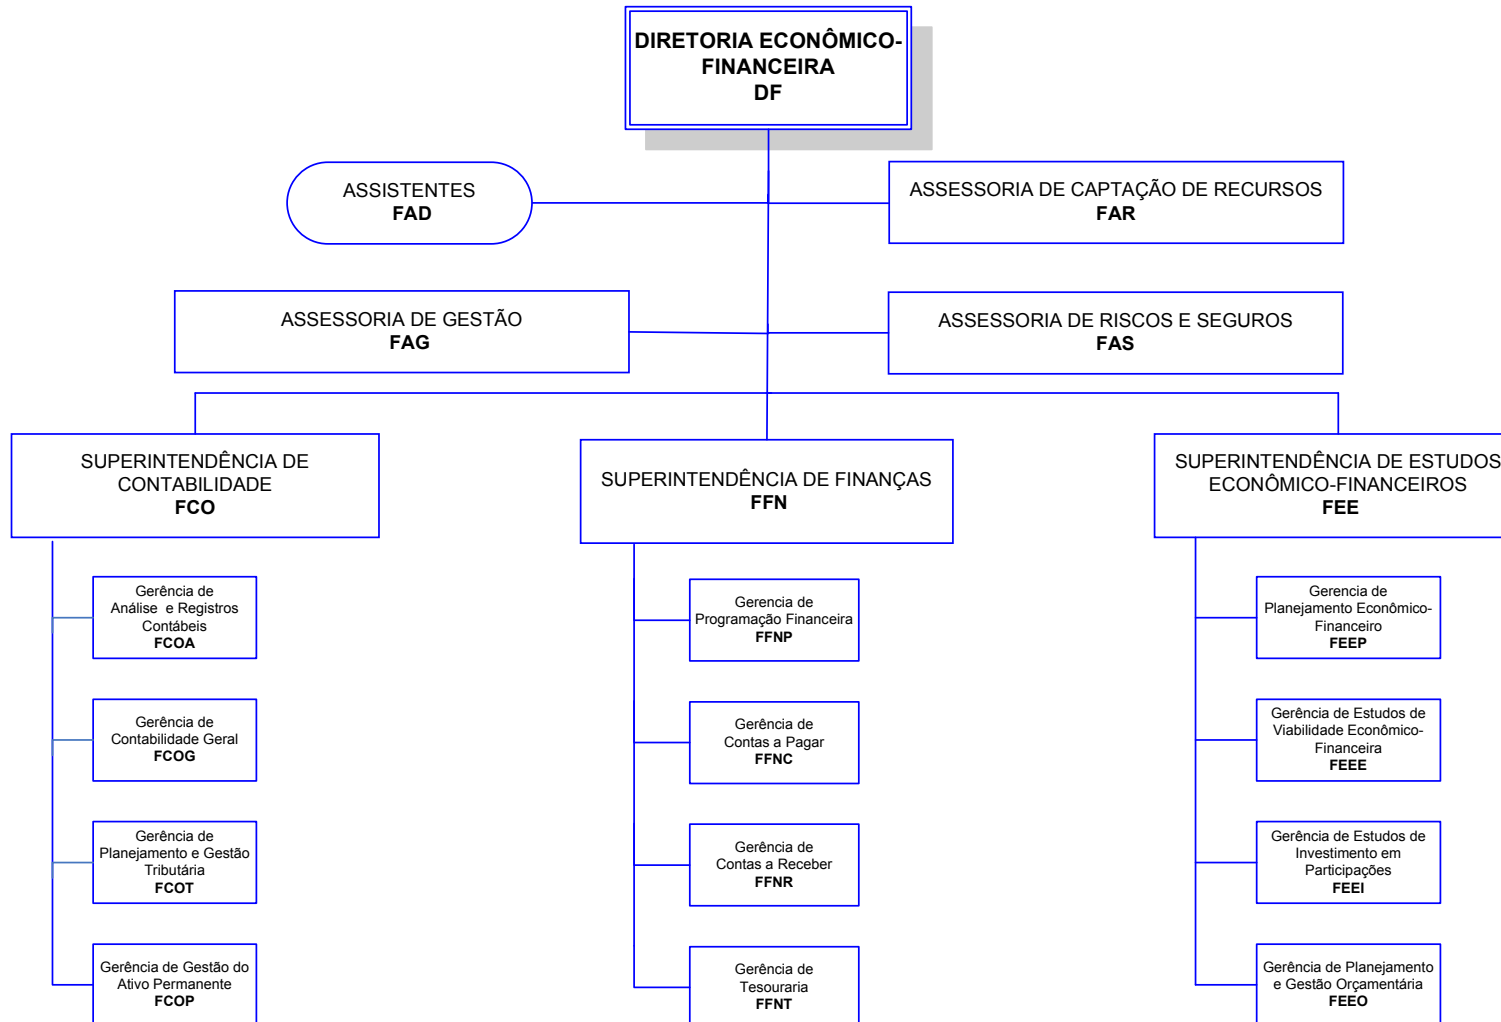 DIRETORIA ECONÔMICO-
FINANCEIRA
DF
ASSISTENTES
FAD
ASSESSORIA DE CAPTAÇÃO DE RECURSOS
FAR
ASSESSORIA DE GESTÃO
FAG
ASSESSORIA DE RISCOS E SEGUROS
FAS
SUPERINTENDÊNCIA DE
CONTABILIDADE
FCO
SUPERINTENDÊNCIA DE FINANÇAS
FFN
SUPERINTENDÊNCIA DE ESTUDOS
ECONÔMICO-FINANCEIROS
FEE
Gerência de
Análise e Registros
Contábeis
FCOA
Gerência de
Contabilidade Geral
FCOG
Gerência de
Planejamento e Gestão
Tributária
FCOT
Gerência de Gestão do
Ativo Permanente
FCOP
Gerencia de
Programação Financeira
FFNP
Gerência de
Contas a Pagar
FFNC
Gerência de
Contas a Receber
FFNR
Gerência de
Tesouraria
FFNT
Gerencia de
Planejamento Econômico-
Financeiro
FEEP
Gerência de Estudos de
Viabilidade Econômico-
Financeira
FEEE
Gerência de Estudos de
Investimento em
Participações
FEEI
Gerência de Planejamento
e Gestão Orçamentária
FEEO